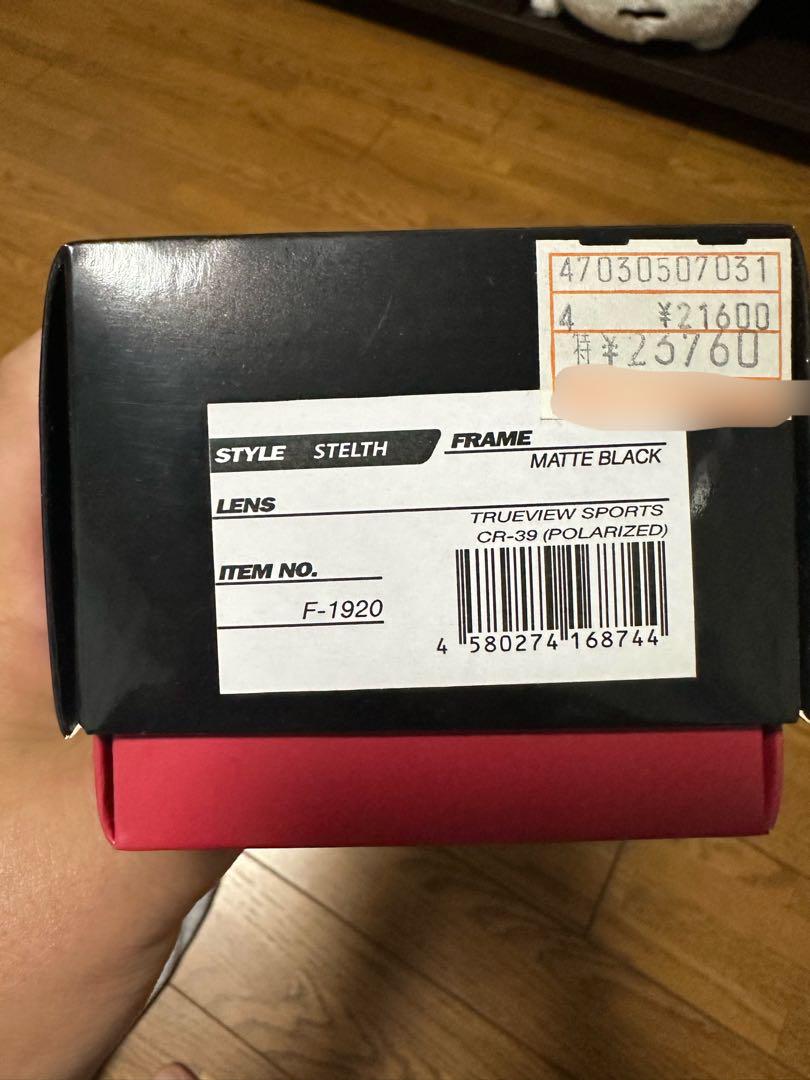 47030507031
4 ¥21600
特 ¥23760
STYLE STELTH
FRAME
MATTE BLACK
LENS
TRUEVIEW SPORTS
CR-39 (POLARIZED)
ITEM NO.
F-1920
4 580274 168744